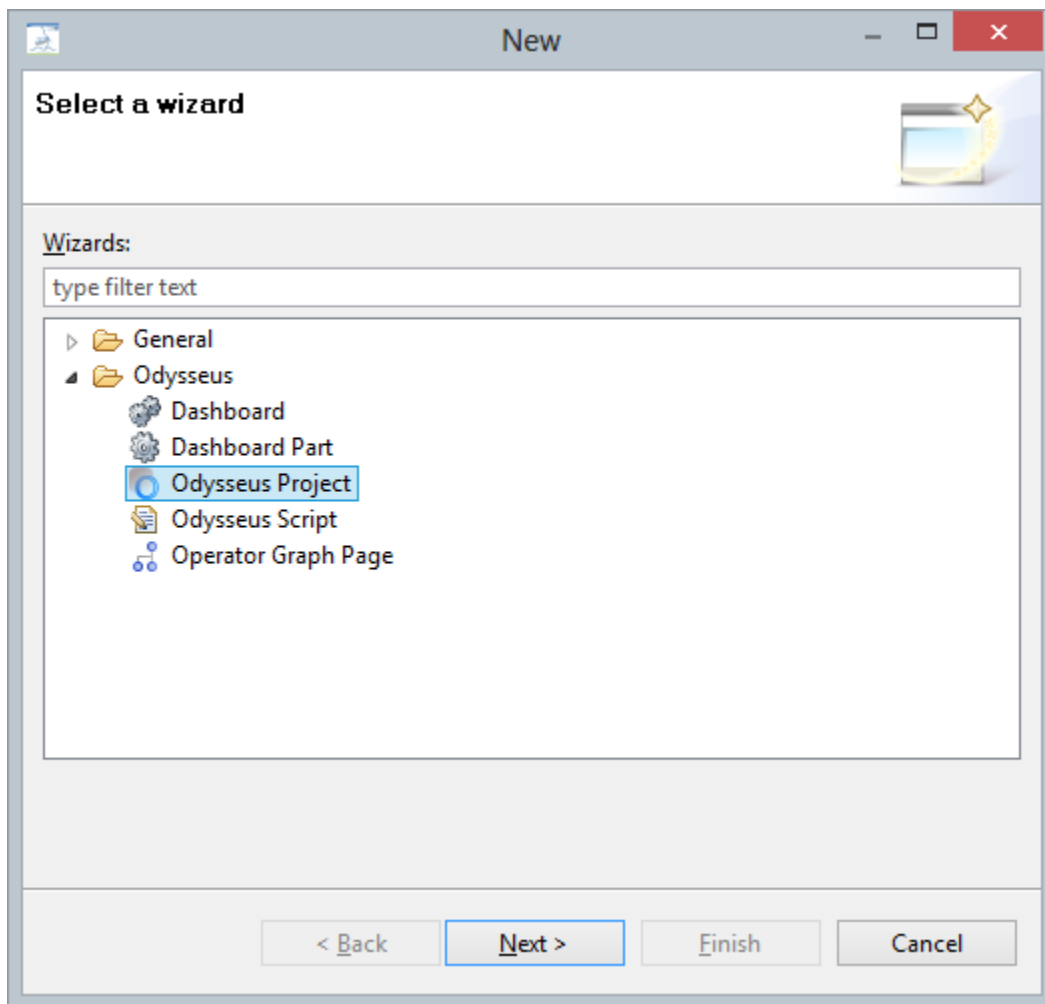 New
Select a wizard
Wizards:
type filter text
General
Odysseus
Dashboard
Dashboard Part
Odysseus Project
Odysseus Script
Operator Graph Page
< Back Next > Finish Cancel